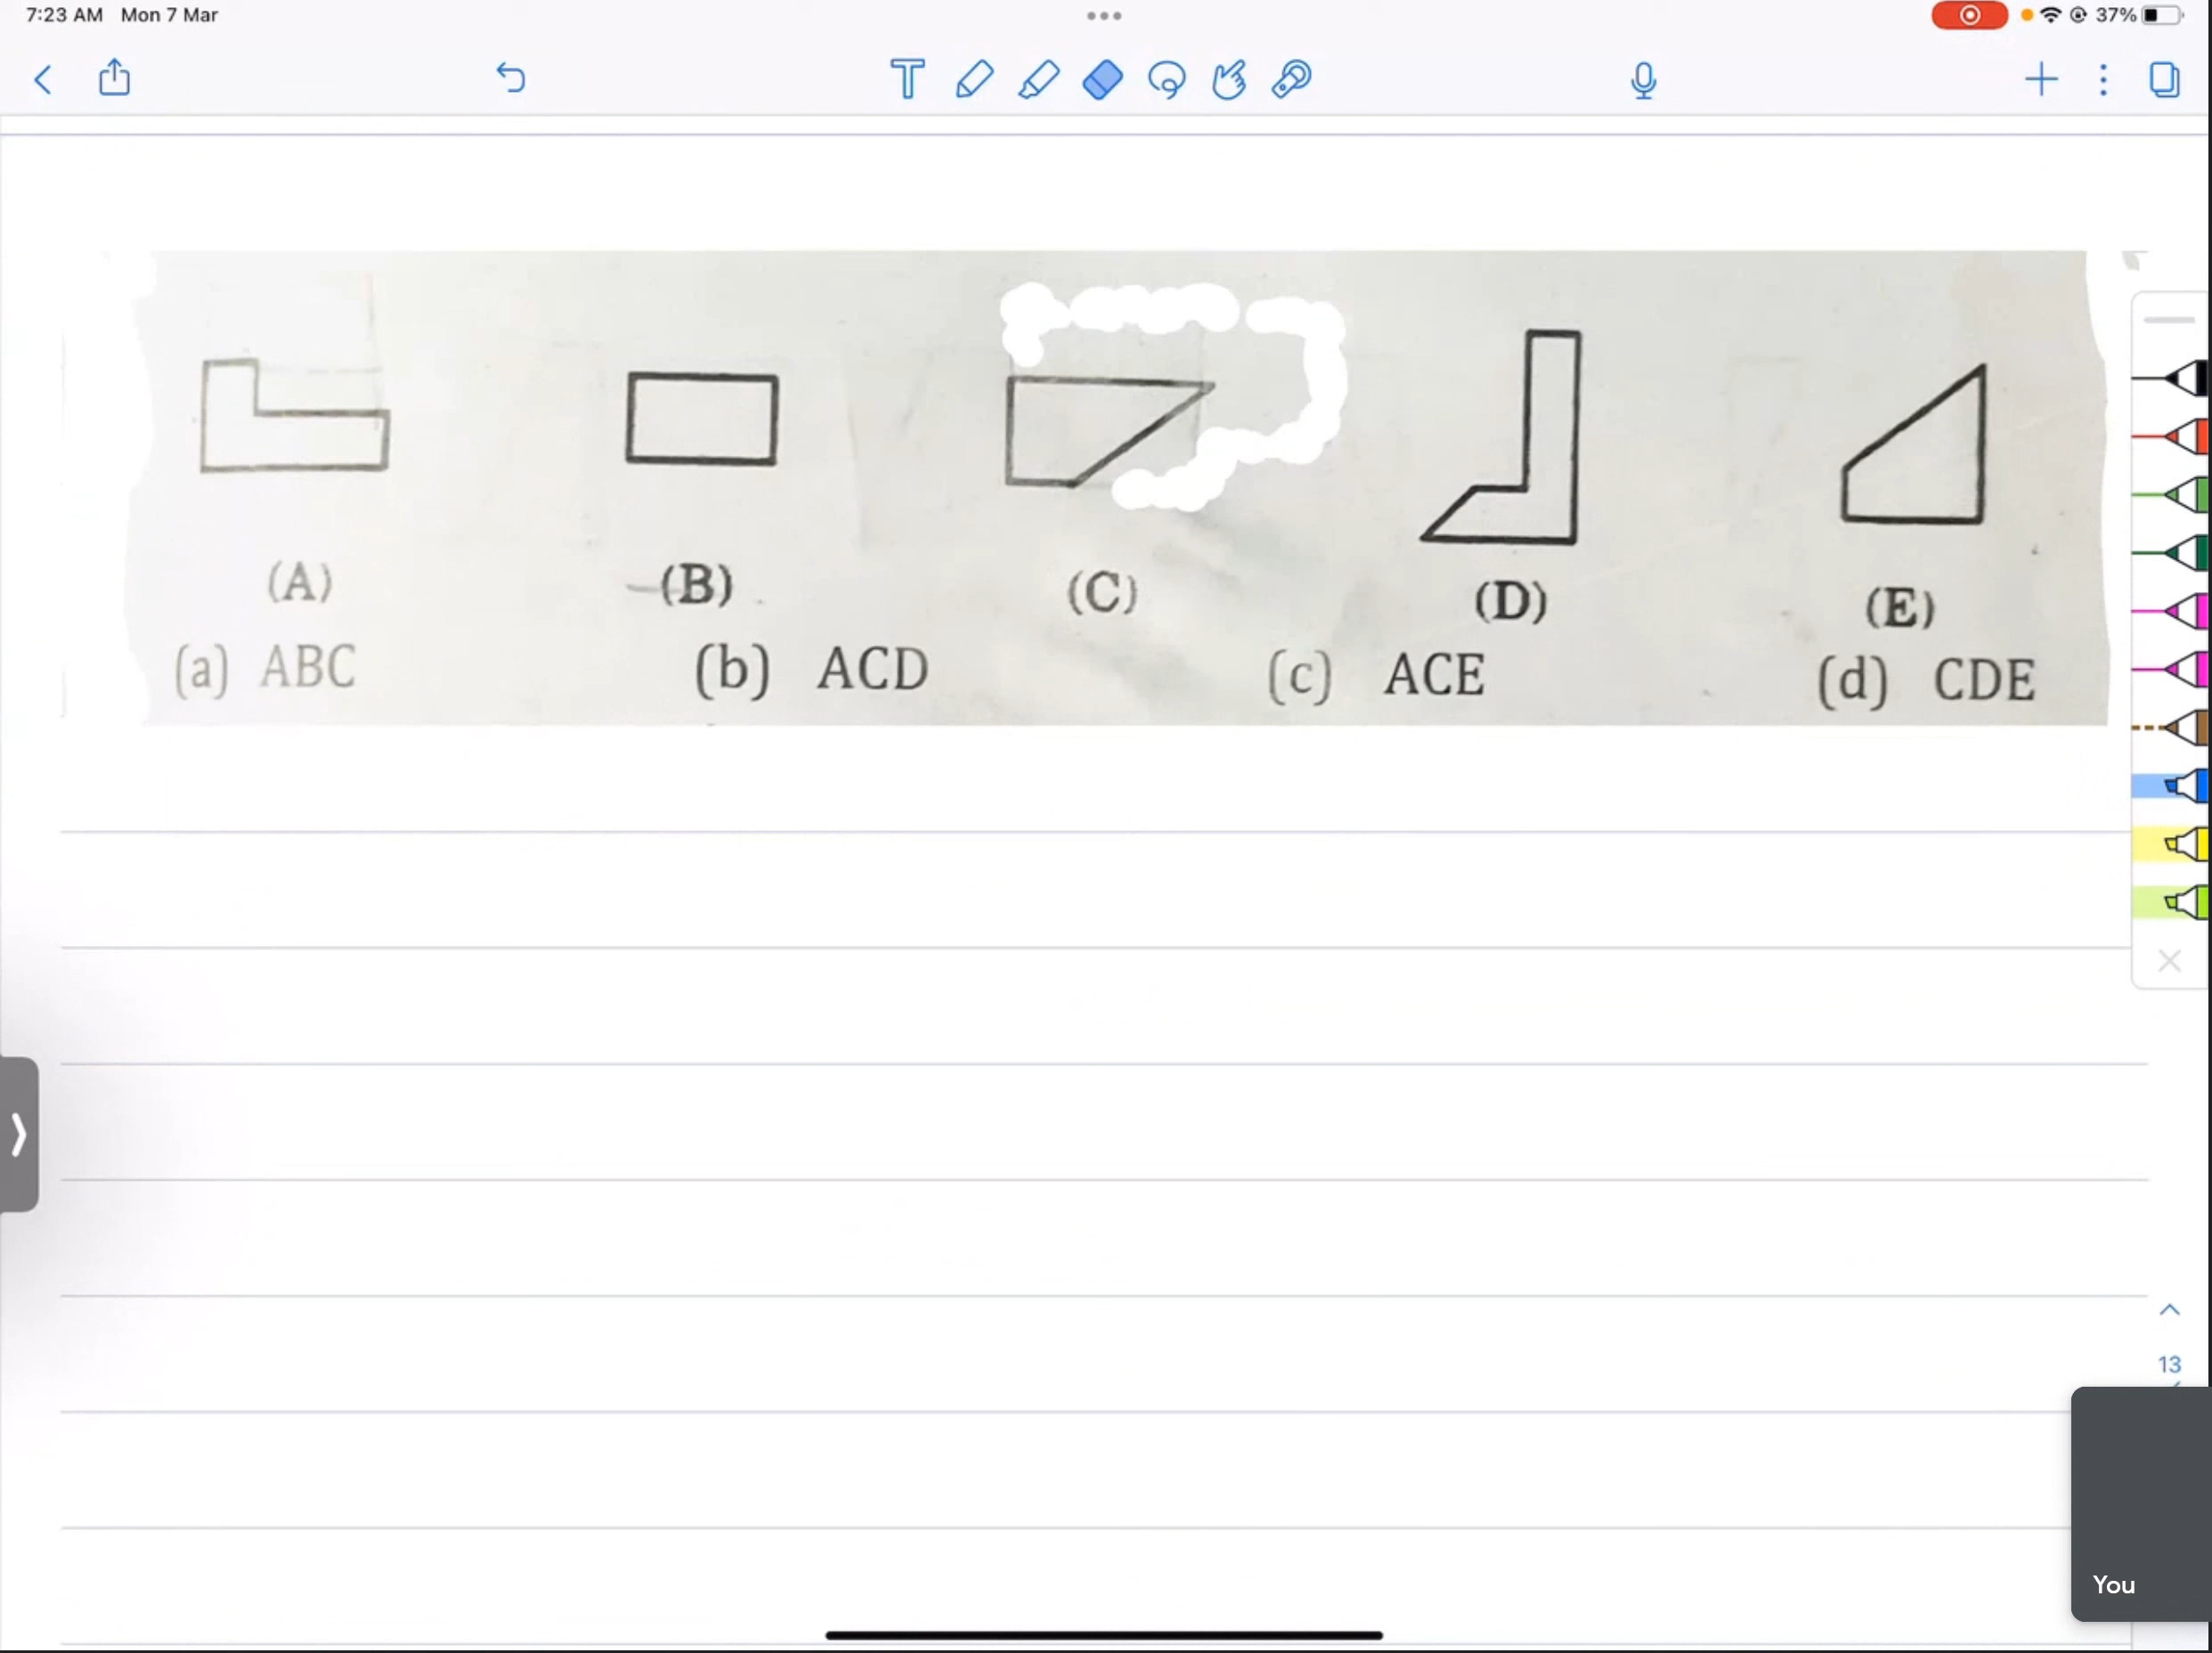 7:23 AM Mon 7 Mar
37%
T
(A) (B) (C) (D) (E)
(a) ABC (b) ACD (c) ACE (d) CDE
13
You